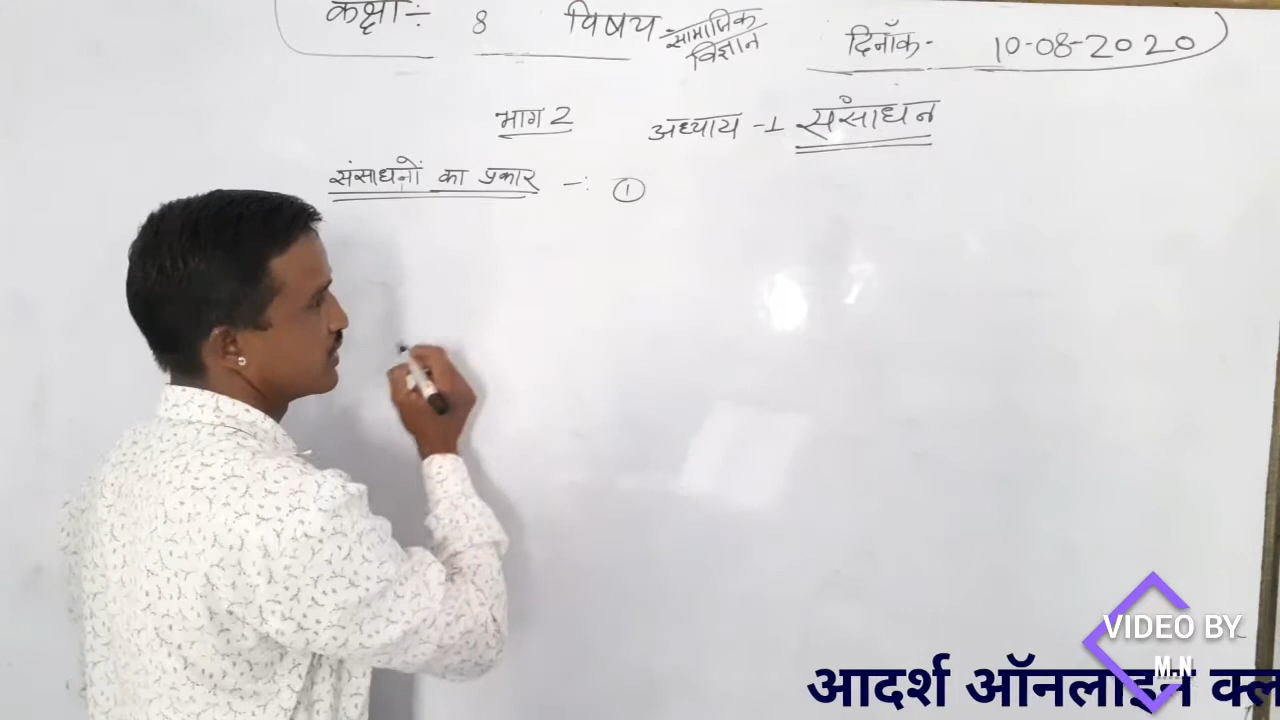 कक्षा :- 8 विषय - सामाजिक विज्ञान दिनाँक - 10-08-2020
भाग 2 अध्याय -1 संसाधन
संसाधनों का प्रकार -: ①
VIDEO BY
M.N
आदर्श ऑनलाइन क्ल